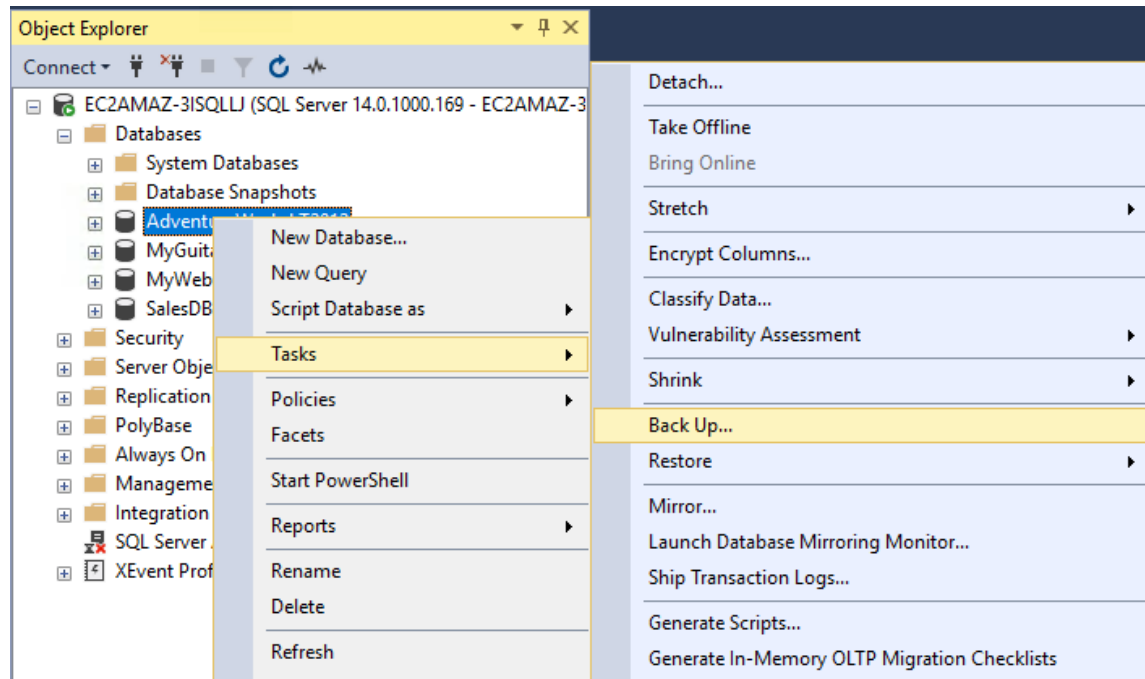 Object Explorer
Connect
EC2AMAZ-3ISQLLJ (SQL Server 14.0.1000.169 - EC2AMAZ-3
Databases
System Databases
Database Snapshots
MyGuita
MyWeb
SalesDB
Security
Server Obje
Replication
PolyBase
Always On
Manageme
Integration
SQL Server
XEvent Prof
New Database...
New Query
Script Database as
Tasks
Policies
Facets
Start PowerShell
Reports
Rename
Delete
Refresh
Detach...
Take Offline
Bring Online
Stretch
Encrypt Columns...
Classify Data...
Vulnerability Assessment
Shrink
Back Up...
Restore
Mirror...
Launch Database Mirroring Monitor...
Ship Transaction Logs...
Generate Scripts...
Generate In-Memory OLTP Migration Checklists